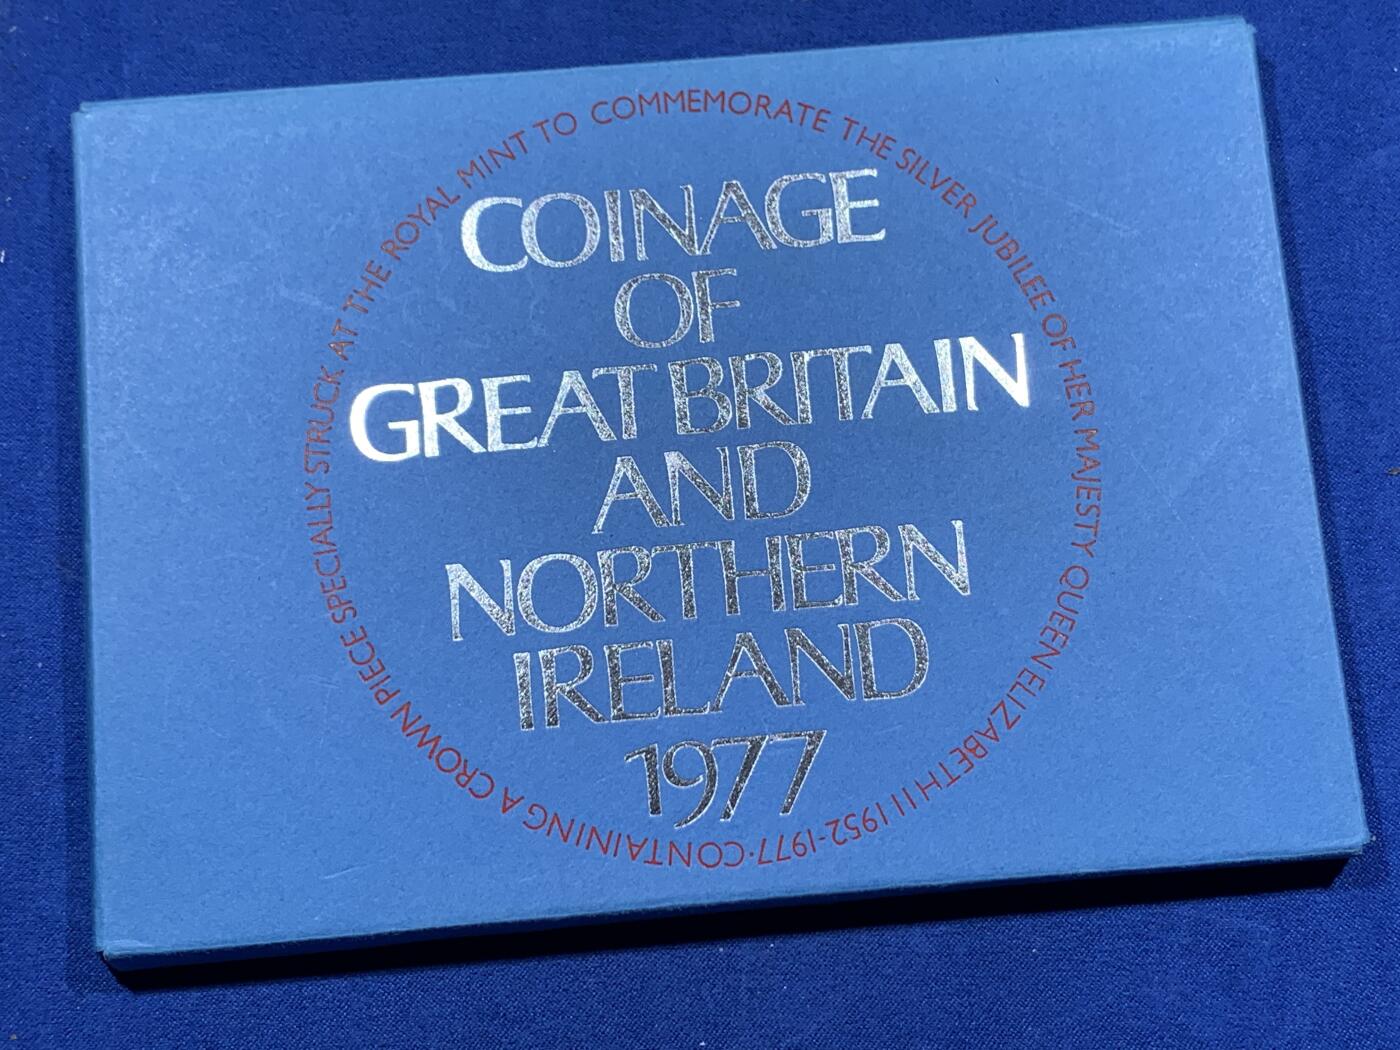 COINAGE
OF
GREAT BRITAIN
AND
NORTHERN
IRELAND
1977
CONTAINING A CROWN PIECE SPECIALLY STRUCK AT THE ROYAL MINT TO COMMEMORATE THE SILVER JUBILEE OF HER MAJESTY QUEEN ELIZABETH II 1952-1977·